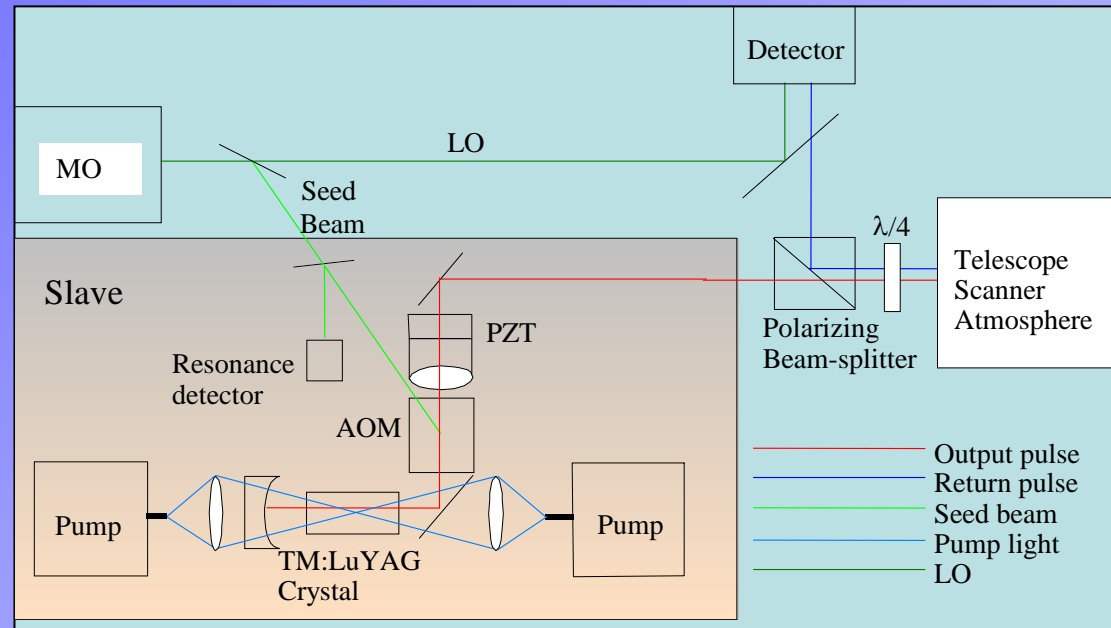 Detector
MO
LO
Seed
Beam
λ/4
Slave
Telescope
Scanner
Atmosphere
PZT
Polarizing
Beam-splitter
Resonance
detector
AOM
Pump
Pump
TM:LuYAG
Crystal
Output pulse
Return pulse
Seed beam
Pump light
LO